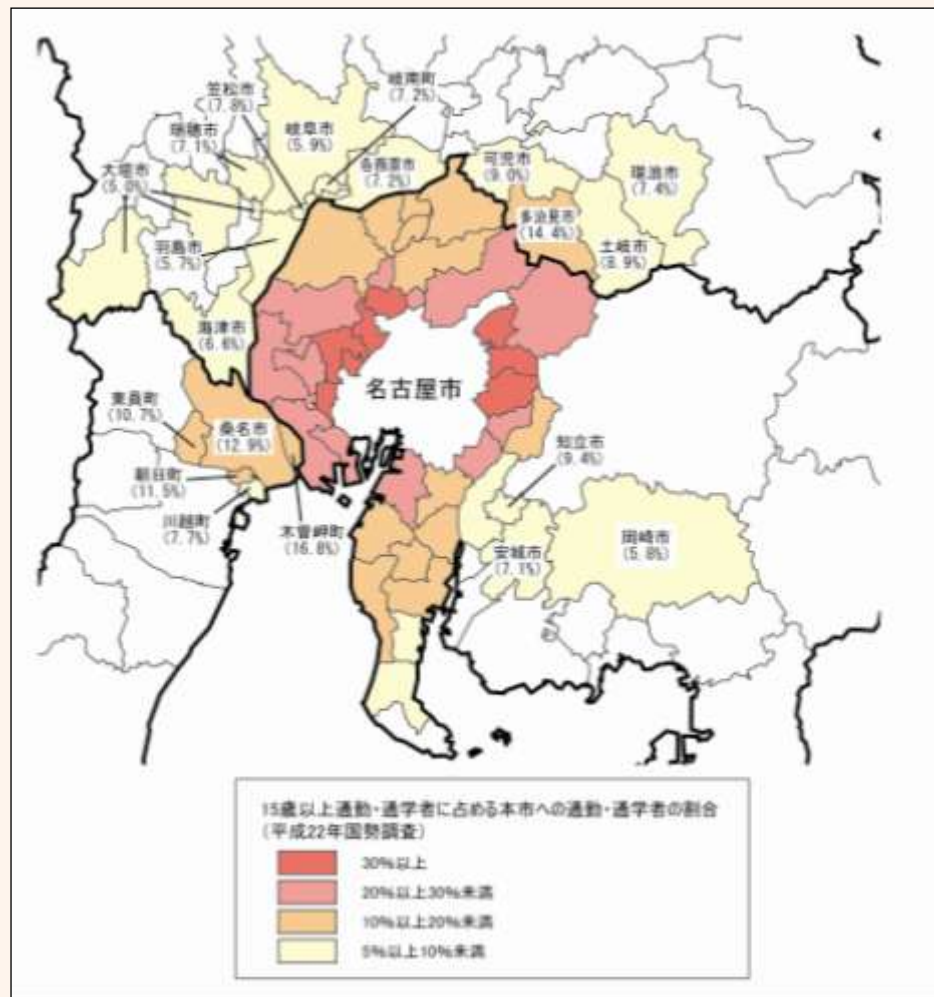 岐南町
(7.2%)
笠松市
(7.8%)
瑞穂市
(7.1%)
岐阜市
(5.9%)
各務原市
(7.2%)
可児市
(9.0%)
瑞浪市
(7.4%)
大垣市
(5.0%)
多治見市
(14.4%)
土岐市
(8.9%)
羽島市
(5.7%)
海津市
(6.6%)
名古屋市
東員町
(10.7%)
桑名市
(12.9%)
知立市
(9.4%)
朝日町
(11.5%)
川越町
(7.7%)
木曽岬町
(16.8%)
安城市
(7.1%)
岡崎市
(5.8%)
15歳以上通勤・通学者に占める本市への通勤・通学者の割合
(平成22年国勢調査)
30%以上
20%以上30%未満
10%以上20%未満
5%以上10%未満